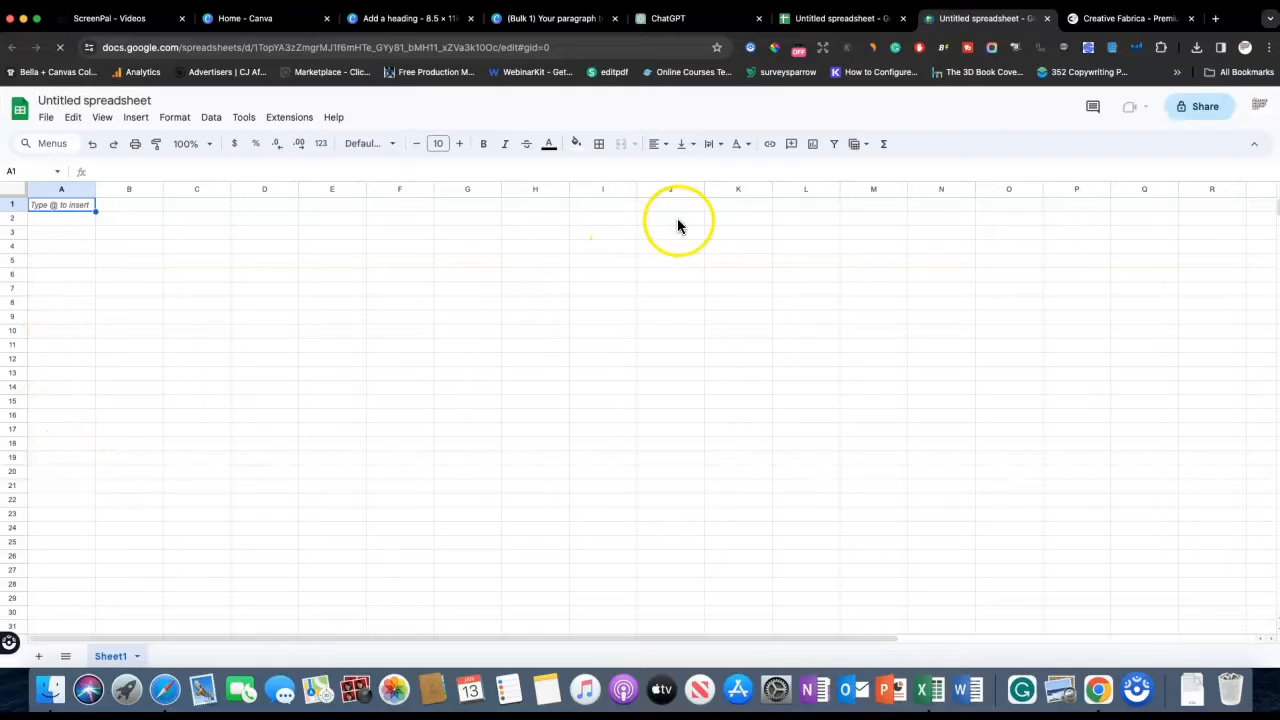 ScreenPal - Videos
Home - Canva
Add a heading - 8.5 × 11i
(Bulk 1) Your paragraph t
ChatGPT
Untitled spreadsheet - G
Untitled spreadsheet - G
Creative Fabrica - Premi
docs.google.com/spreadsheets/d/1TopYA3zZmgrMJ1f6mHTe_GYy81_bMH11_xZVa3k10Oc/edit#gid=0
OFF
Bella + Canvas Col...
Analytics
Advertisers | CJ Af...
Marketplace - Clic...
Free Production M...
WebinarKit - Get...
editpdf
Online Courses Te...
surveysparrow
How to Configure...
The 3D Book Cove...
352 Copywriting P...
All Bookmarks
Untitled spreadsheet
File Edit View Insert Format Data Tools Extensions Help
Share
Menus
100%
$ % .0 .00 123
Defaul...
10
B I A
A1
fx
A B C D E F G H I J K L M N O P Q R
1 Type @ to insert
2
3
4
5
6
7
8
9
10
11
12
13
14
15
16
17
18
19
20
21
22
23
24
25
26
27
28
29
30
31
Sheet1
JAN
13
tv
N
O
P
X
W